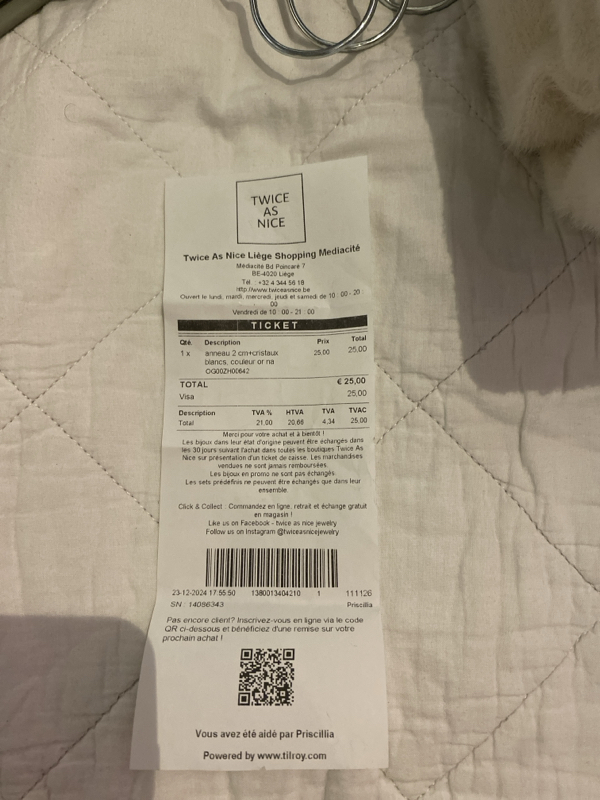 TWICE
AS
NICE
Twice As Nice Liège Shopping Mediacité
Médiacité Bd Poincaré 7
BE-4020 Liège
Tél. : +32 4 344 56 18
http://www.twiceasnice.be
Ouvert le lundi, mardi, mercredi, jeudi et samedi de 10 : 00 - 20 :
00
Vendredi de 10 : 00 - 21 : 00
TICKET
Qté. Description Prix Total
1 x anneau 2 cm+cristaux 25,00 25,00
blancs, couleur or na
OG00ZH00642
TOTAL € 25,00
Visa 25,00
Description TVA % HTVA TVA TVAC
Total 21,00 20,66 4,34 25,00
Merci pour votre achat et à bientôt !
Les bijoux dans leur état d'origine peuvent être échangés dans
les 30 jours suivant l'achat dans toutes les boutiques Twice As
Nice sur présentation d'un ticket de caisse. Les marchandises
vendues ne sont jamais remboursées.
Les bijoux en promo ne sont pas échangés.
Les sets prédéfinis ne peuvent être échangés que dans leur
ensemble.
Click & Collect : Commandez en ligne, retrait et échange gratuit
en magasin !
Like us on Facebook - twice as nice jewelry
Follow us on Instagram @twiceasnicejewelry
23-12-2024 17:55:50 1380013404210 1 111126
SN : 14086343 Priscillia
Pas encore client? Inscrivez-vous en ligne via le code
QR ci-dessous et bénéficiez d'une remise sur votre
prochain achat !
Vous avez été aidé par Priscillia
Powered by www.tilroy.com